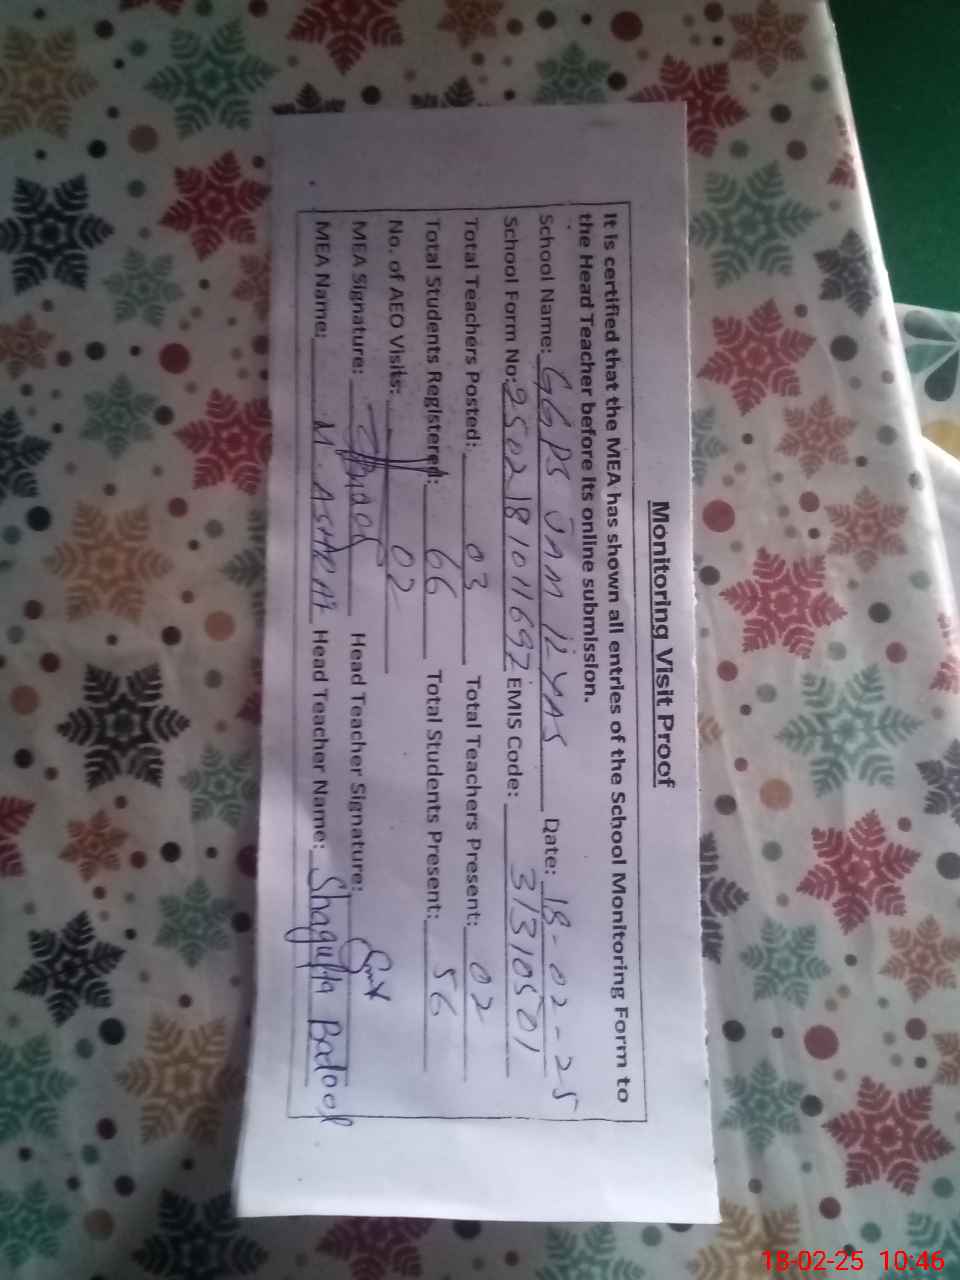 Monitoring Visit Proof
It is certified that the MEA has shown all entries of the School Monitoring Form to
the Head Teacher before its online submission.
School Name: GGPS JAM ILYAS Date: 18-02-25
School Form No: 2502181011692 EMIS Code: 31310501
Total Teachers Posted: 03 Total Teachers Present: 02
Total Students Registered: 66 Total Students Present: 56
No. of AEO Visits: 02
MEA Signature: Head Teacher Signature:
MEA Name: M. Head Teacher Name: Shagufta Batool
18-02-25 10:46